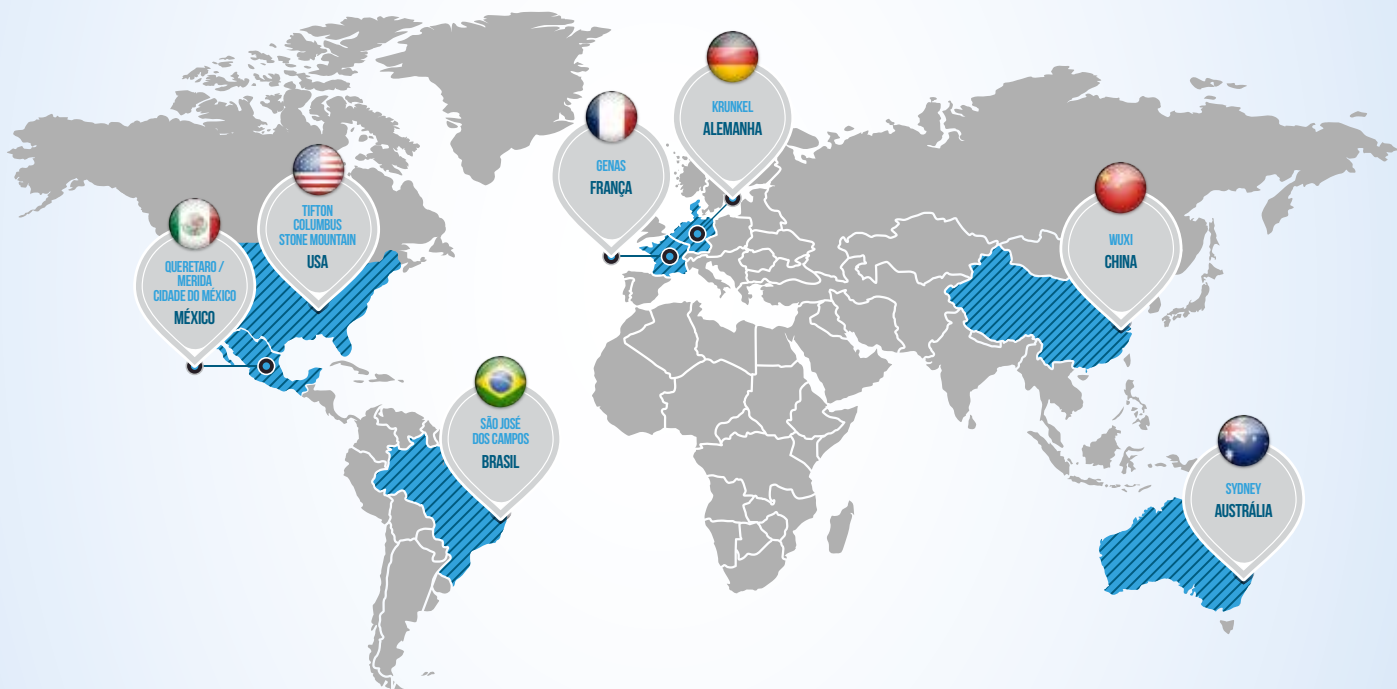 KRUNKEL
ALEMANHA
GENAS
FRANÇA
TIFTON
COLUMBUS
STONE MOUNTAIN
USA
QUERETARO /
MERIDA
CIDADE DO MÉXICO
MÉXICO
WUXI
CHINA
SÃO JOSÉ
DOS CAMPOS
BRASIL
SYDNEY
AUSTRÁLIA